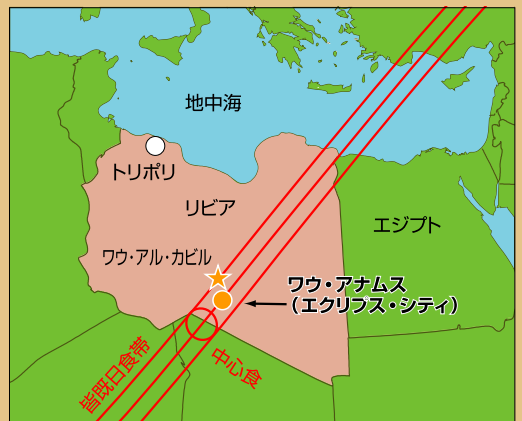 地中海
トリポリ
リビア
エジプト
ワウ・アル・カビル
ワウ・アナムス
(エクリプス・シティ)
皆既日食帯
中心食